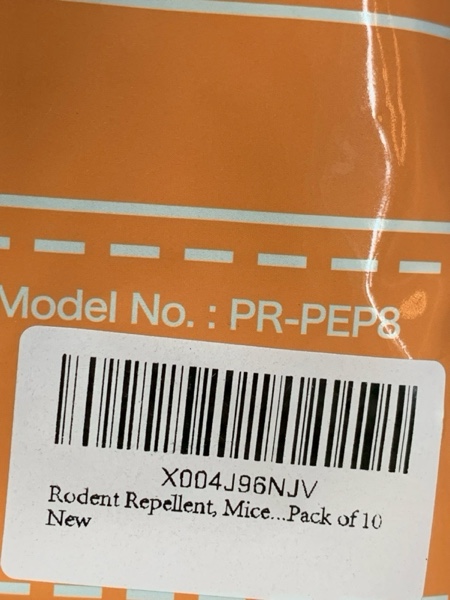 Model No. : PR-PEP8
X004J96NJV
Rodent Repellent, Mice...Pack of 10
New